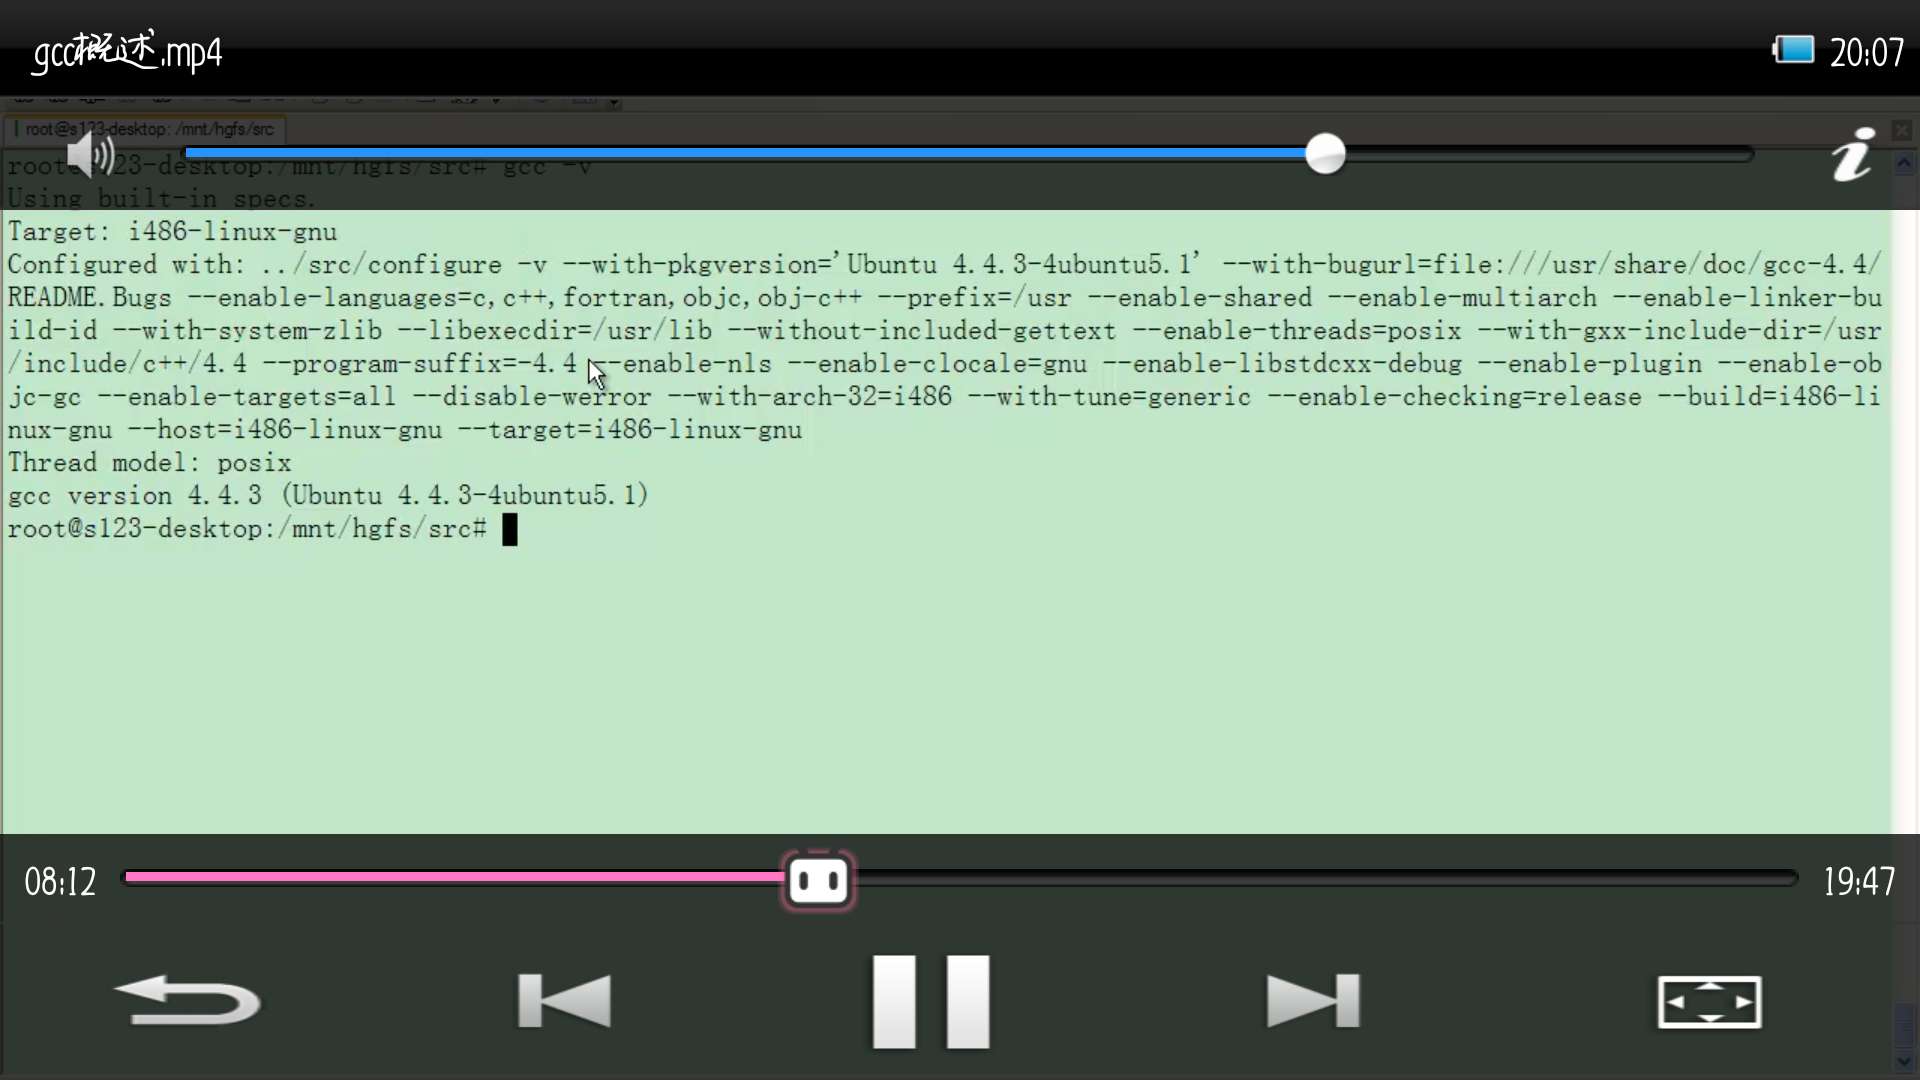 gcc概述.mp4
20:07
root@s123-desktop: /mnt/hgfs/src
root@s123-desktop:/mnt/hgfs/src# gcc -v
Using built-in specs.
Target: i486-linux-gnu
Configured with: ../src/configure -v --with-pkgversion='Ubuntu 4.4.3-4ubuntu5.1' --with-bugurl=file:///usr/share/doc/gcc-4.4/
README.Bugs --enable-languages=c,c++,fortran,objc,obj-c++ --prefix=/usr --enable-shared --enable-multiarch --enable-linker-bu
ild-id --with-system-zlib --libexecdir=/usr/lib --without-included-gettext --enable-threads=posix --with-gxx-include-dir=/usr
/include/c++/4.4 --program-suffix=-4.4 --enable-nls --enable-clocale=gnu --enable-libstdcxx-debug --enable-plugin --enable-ob
jc-gc --enable-targets=all --disable-werror --with-arch-32=i486 --with-tune=generic --enable-checking=release --build=i486-li
nux-gnu --host=i486-linux-gnu --target=i486-linux-gnu
Thread model: posix
gcc version 4.4.3 (Ubuntu 4.4.3-4ubuntu5.1)
root@s123-desktop:/mnt/hgfs/src#
08:12
19:47